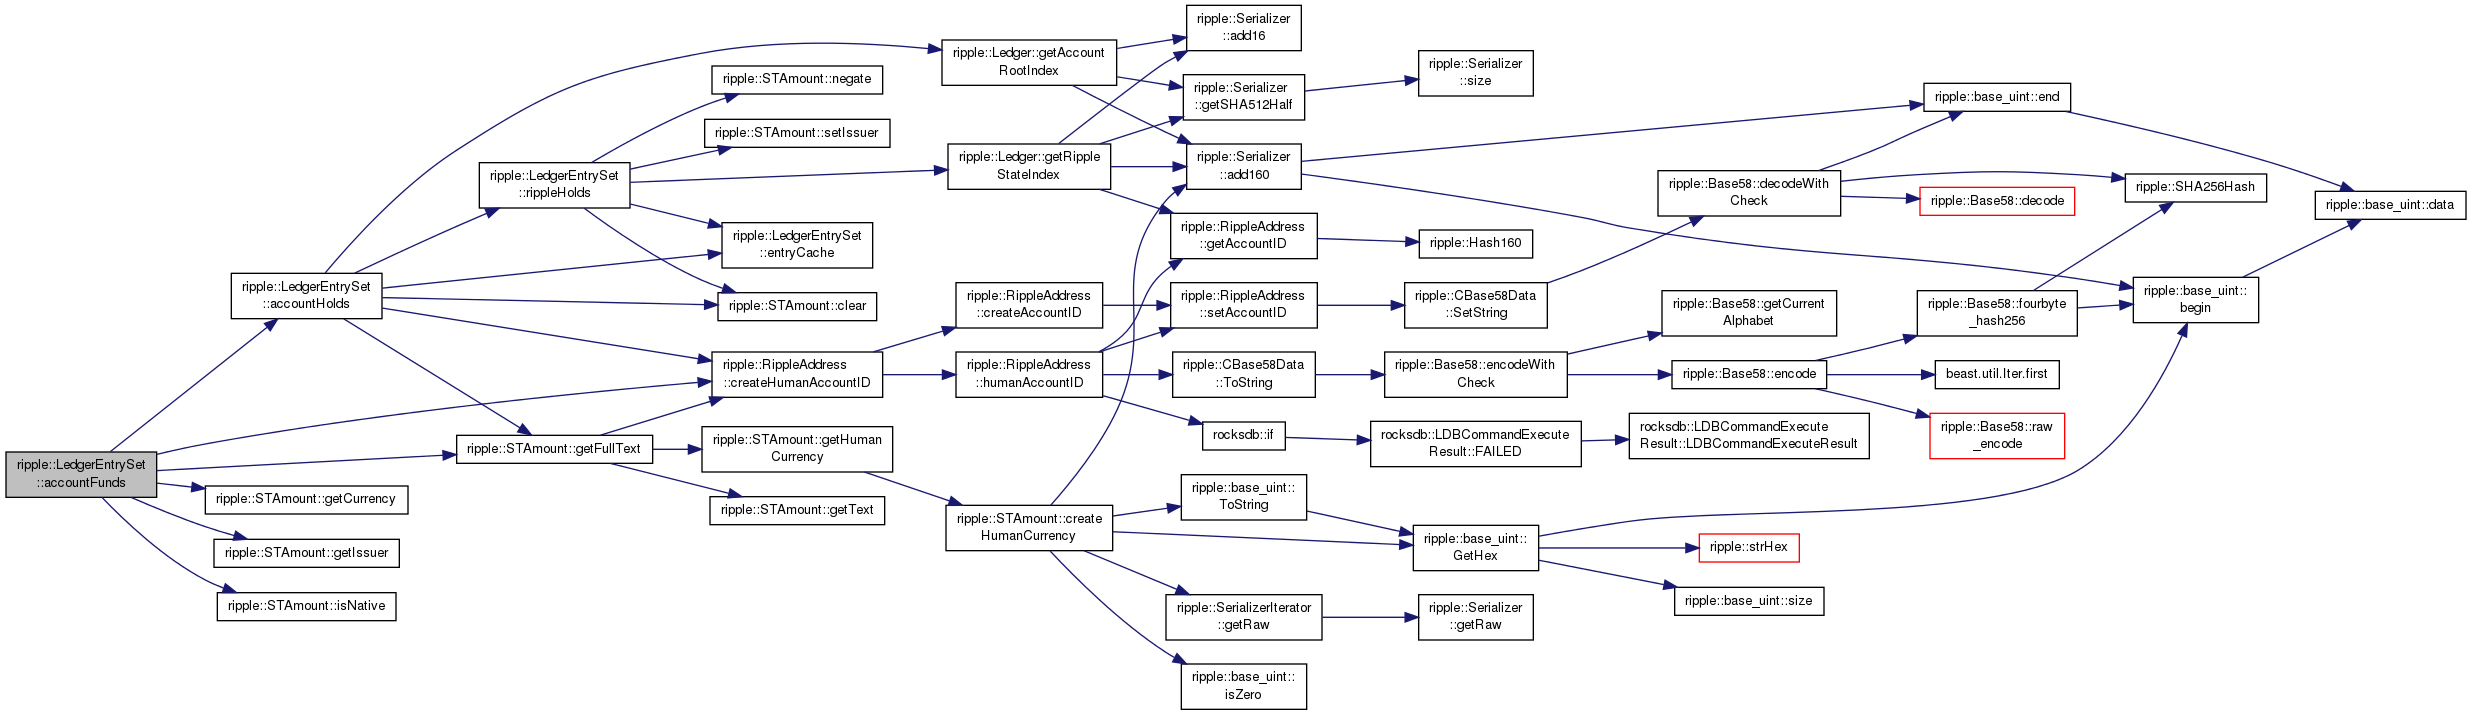 ripple::LedgerEntrySet
::accountFunds
ripple::LedgerEntrySet
::accountHolds
ripple::STAmount::getCurrency
ripple::STAmount::getIssuer
ripple::STAmount::isNative
ripple::LedgerEntrySet
::rippleHolds
ripple::STAmount::getFullText
ripple::STAmount::negate
ripple::STAmount::setIssuer
ripple::LedgerEntrySet
::entryCache
ripple::STAmount::clear
ripple::RippleAddress
::createHumanAccountID
ripple::STAmount::getHuman
Currency
ripple::STAmount::getText
ripple::Ledger::getAccount
RootIndex
ripple::Ledger::getRipple
StateIndex
ripple::RippleAddress
::createAccountID
ripple::RippleAddress
::humanAccountID
ripple::STAmount::create
HumanCurrency
ripple::Serializer
::add16
ripple::Serializer
::getSHA512Half
ripple::Serializer
::add160
ripple::RippleAddress
::getAccountID
ripple::RippleAddress
::setAccountID
ripple::CBase58Data
::ToString
rocksdb::if
ripple::base_uint::
ToString
ripple::SerializerIterator
::getRaw
ripple::base_uint::
isZero
ripple::Serializer
::size
ripple::Hash160
ripple::CBase58Data
::SetString
ripple::Base58::encodeWith
Check
rocksdb::LDBCommandExecute
Result::FAILED
ripple::base_uint::
GetHex
ripple::Serializer
::getRaw
ripple::Base58::decodeWith
Check
ripple::Base58::getCurrent
Alphabet
ripple::Base58::encode
rocksdb::LDBCommandExecute
Result::LDBCommandExecuteResult
ripple::strHex
ripple::base_uint::size
ripple::base_uint::end
ripple::Base58::decode
ripple::Base58::fourbyte
_hash256
beast.util.Iter.first
ripple::Base58::raw
_encode
ripple::SHA256Hash
ripple::base_uint::
begin
ripple::base_uint::data